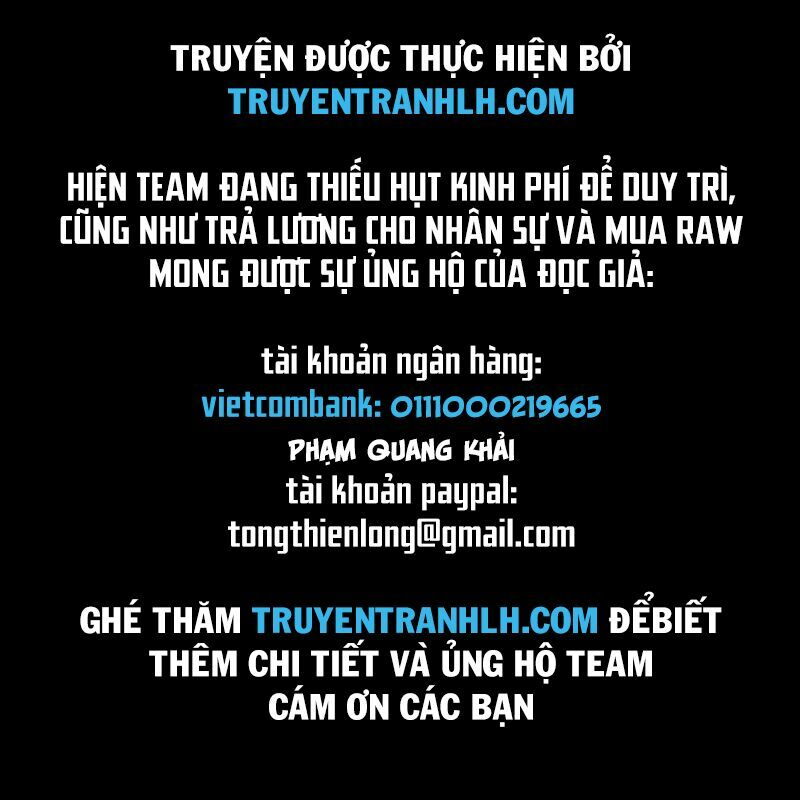 TRUYỆN ĐƯỢC THỰC HIỆN BỞI
TRUYENTRANHLH.COM
HIỆN TEAM ĐANG THIẾU HỤT KINH PHÍ ĐỂ DUY TRÌ,
CŨNG NHƯ TRẢ LƯƠNG CHO NHÂN SỰ VÀ MUA RAW
MONG ĐƯỢC SỰ ỦNG HỘ CỦA ĐỌC GIẢ:
tài khoản ngân hàng:
vietcombank: 0111000219665
PHẠM QUANG KHẢI
tài khoản paypal:
tongthienlong@gmail.com
GHÉ THĂM TRUYENTRANHLH.COM ĐỂBIẾT
THÊM CHI TIẾT VÀ ỦNG HỘ TEAM
CÁM ƠN CÁC BẠN